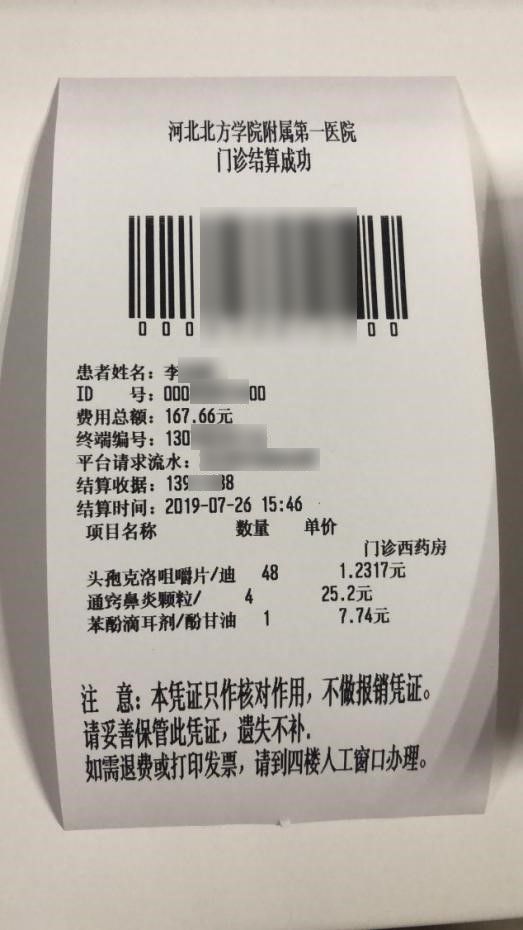 河北北方学院附属第一医院
门诊结算成功
0 0 0 0 0
患者姓名：李
ID 号：000 00
费用总额：167.66元
终端编号：130
平台请求流水：
结算收据：139 88
结算时间：2019-07-26 15:46
项目名称 数量 单价
门诊西药房
头孢克洛咀嚼片/迪 48 1.2317元
通窍鼻炎颗粒/ 4 25.2元
苯酚滴耳剂/酚甘油 1 7.74元
注 意：本凭证只作核对作用，不做报销凭证。
请妥善保管此凭证，遗失不补.
如需退费或打印发票，请到四楼人工窗口办理。